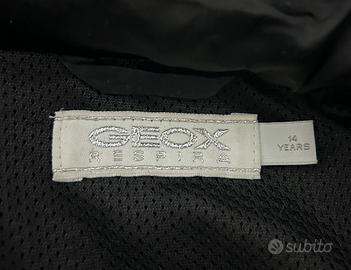 GEOX
RESPIRA
14
YEARS
subito